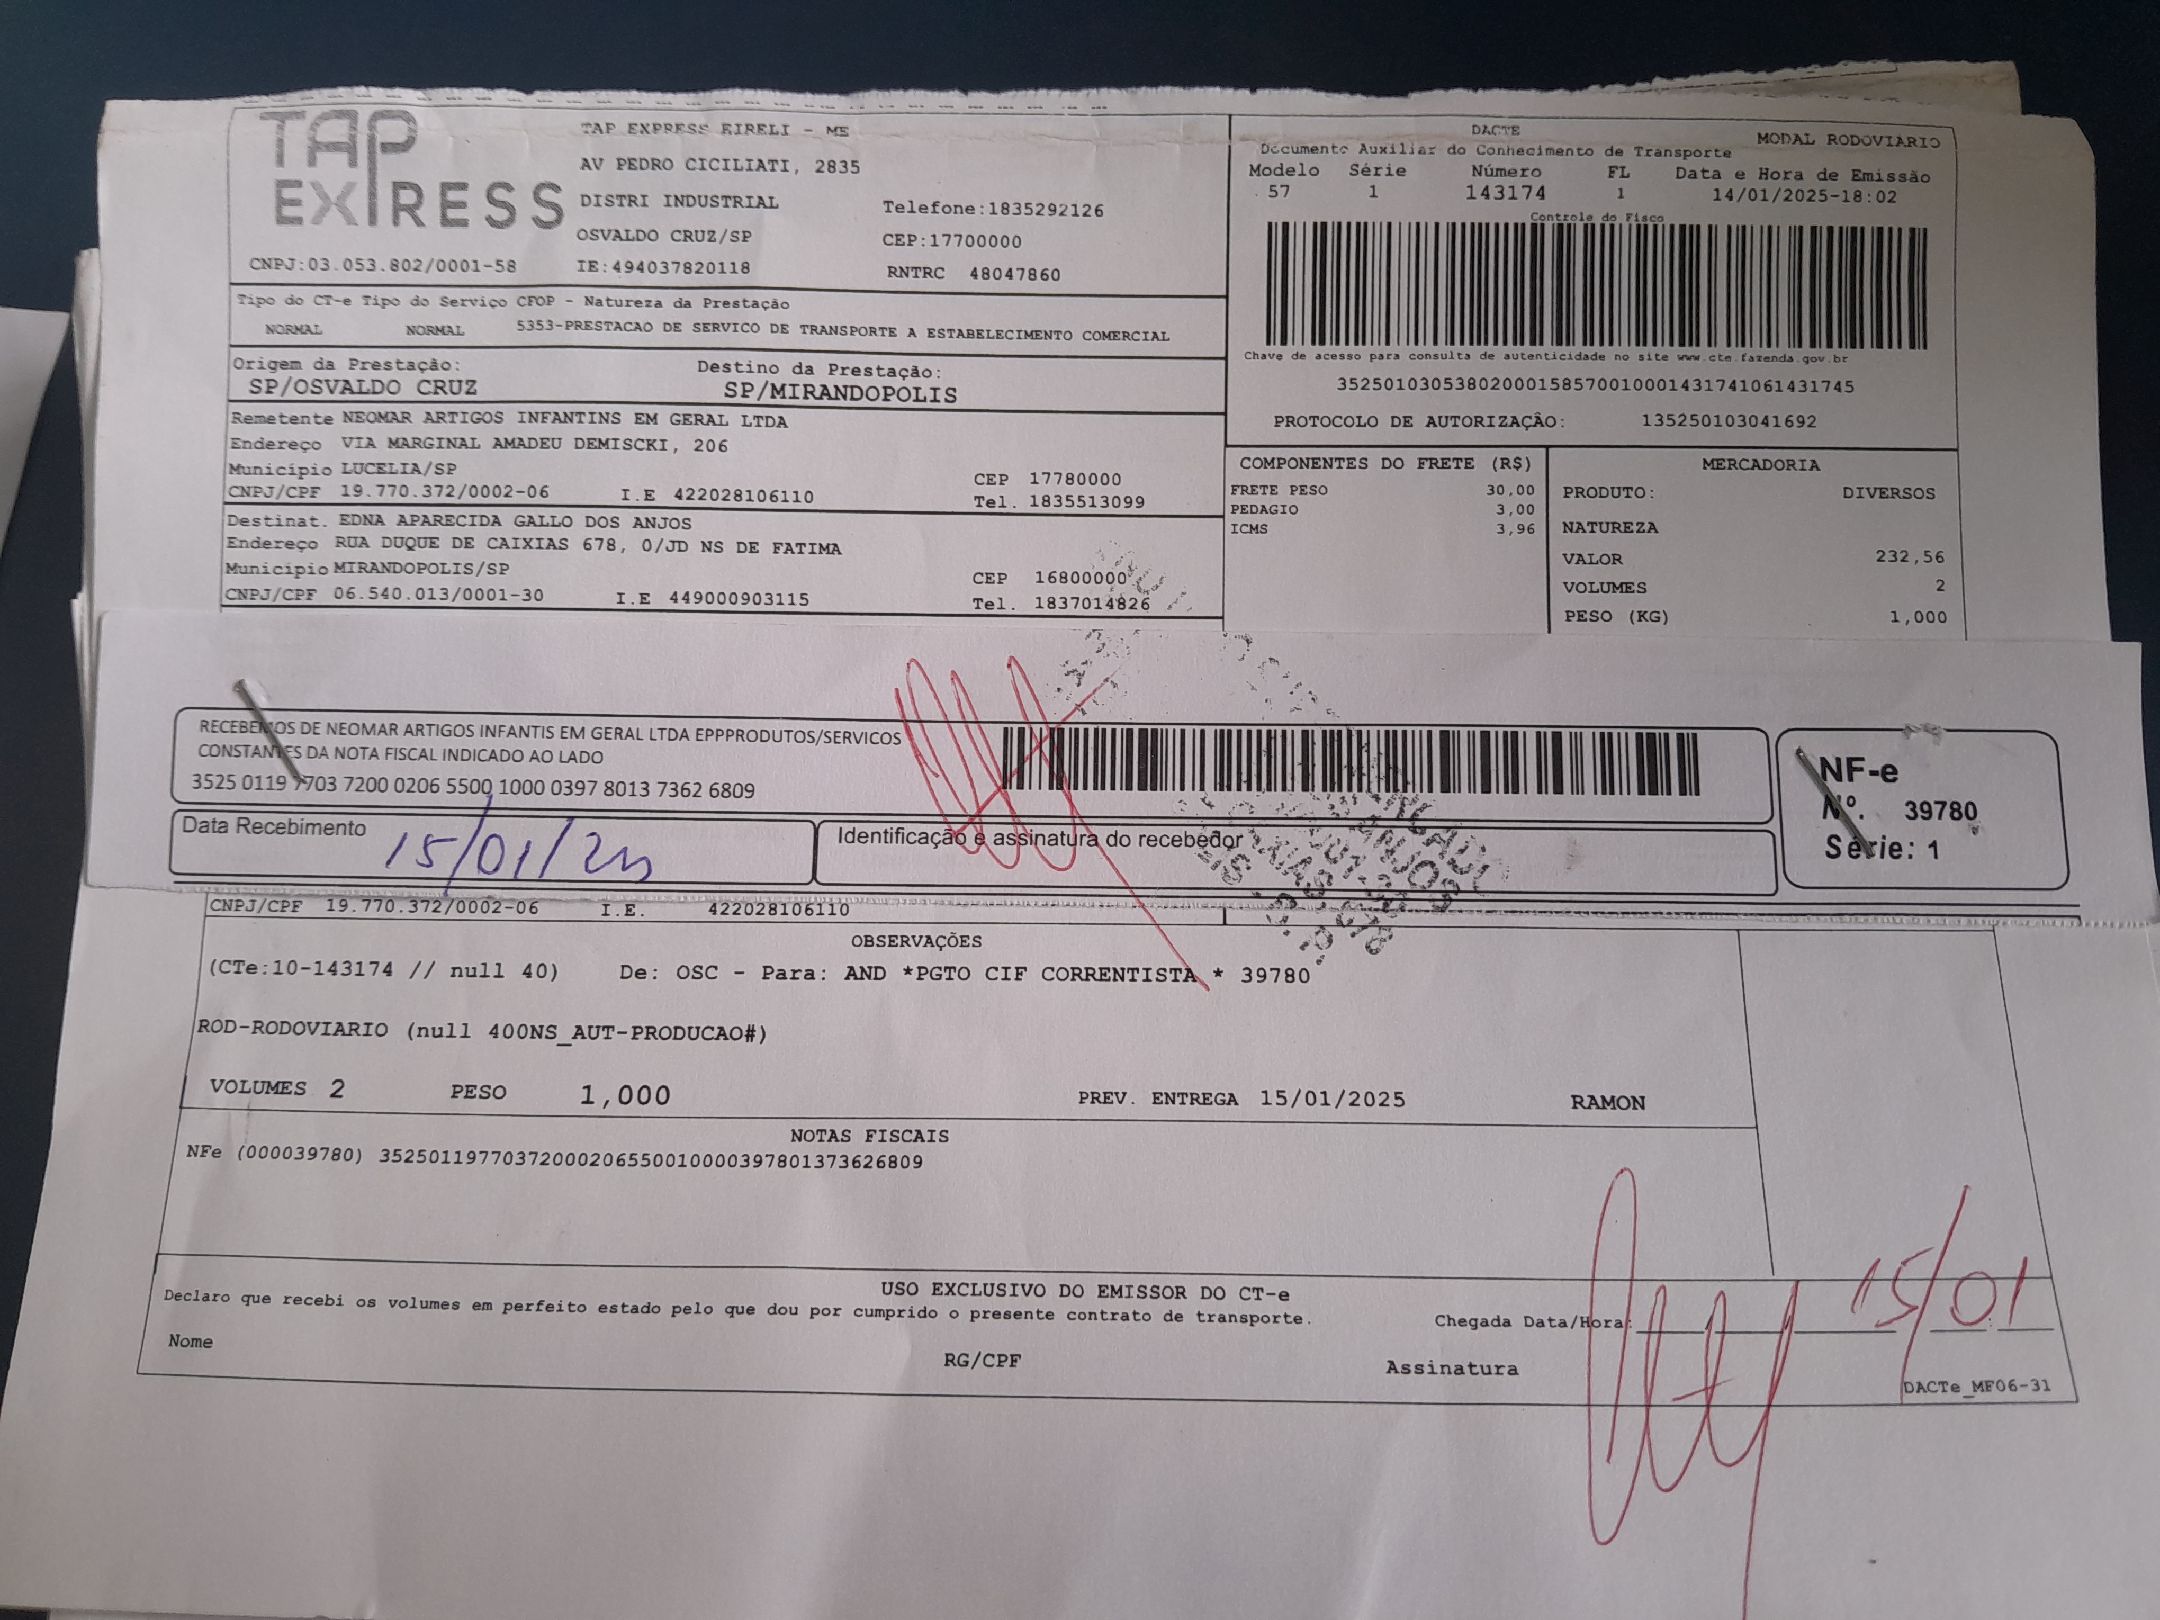 TAP EXPRESS
TAP EXPRESS EIRELI - ME
AV PEDRO CICILIATI, 2835
DISTRI INDUSTRIAL
Telefone:1835292126
OSVALDO CRUZ/SP
CEP:17700000
CNPJ:03.053.802/0001-58
IE:494037820118
RNTRC 48047860
DACTE
MODAL RODOVIARIO
Documento Auxiliar do Conhecimento de Transporte
Modelo Série Número FL Data e Hora de Emissão
57 1 143174 1 14/01/2025-18:02
Controle do Fisco
Chave de acesso para consulta de autenticidade no site www.cte.fazenda.gov.br
35250103053802000158570010001431741061431745
PROTOCOLO DE AUTORIZAÇÃO: 135250103041692
Tipo do CT-e Tipo do Serviço CFOP - Natureza da Prestação
NORMAL NORMAL 5353-PRESTACAO DE SERVICO DE TRANSPORTE A ESTABELECIMENTO COMERCIAL
Origem da Prestação: Destino da Prestação:
SP/OSVALDO CRUZ SP/MIRANDOPOLIS
Remetente NEOMAR ARTIGOS INFANTINS EM GERAL LTDA
Endereço VIA MARGINAL AMADEU DEMISCKI, 206
Município LUCELIA/SP CEP 17780000
CNPJ/CPF 19.770.372/0002-06 I.E 422028106110 Tel. 1835513099
Destinat. EDNA APARECIDA GALLO DOS ANJOS
Endereço RUA DUQUE DE CAIXIAS 678, 0/JD NS DE FATIMA
Municipio MIRANDOPOLIS/SP CEP 16800000
CNPJ/CPF 06.540.013/0001-30 I.E 449000903115 Tel. 1837014826
COMPONENTES DO FRETE (R$)
FRETE PESO 30,00
PEDAGIO 3,00
ICMS 3,96
MERCADORIA
PRODUTO: DIVERSOS
NATUREZA
VALOR 232,56
VOLUMES 2
PESO (KG) 1,000
RECEBEMOS DE NEOMAR ARTIGOS INFANTIS EM GERAL LTDA EPPPRODUTOS/SERVICOS
CONSTANTES DA NOTA FISCAL INDICADO AO LADO
3525 0119 7703 7200 0206 5500 1000 0397 8013 7362 6809
Data Recebimento
15/01/25
Identificação e assinatura do recebedor
NF-e
Nº. 39780
Série: 1
CNPJ/CPF 19.770.372/0002-06 I.E. 422028106110
OBSERVAÇÕES
(CTe:10-143174 // null 40) De: OSC - Para: AND *PGTO CIF CORRENTISTA * 39780
ROD-RODOVIARIO (null 400NS_AUT-PRODUCAO#)
VOLUMES 2 PESO 1,000 PREV. ENTREGA 15/01/2025 RAMON
NOTAS FISCAIS
NFe (000039780) 35250119770372000206550010000397801373626809
USO EXCLUSIVO DO EMISSOR DO CT-e
Declaro que recebi os volumes em perfeito estado pelo que dou por cumprido o presente contrato de transporte.
Chegada Data/Hora: 15/01
Nome
RG/CPF
Assinatura
DACTe_MF06-31